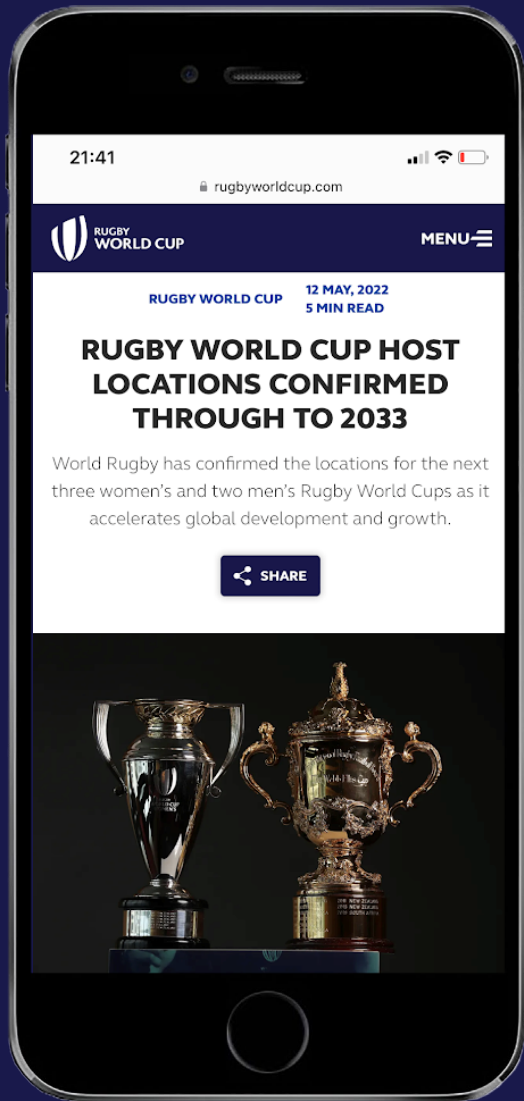 21:41
rugbyworldcup.com
RUGBY
WORLD CUP
MENU
RUGBY WORLD CUP
12 MAY, 2022
5 MIN READ
RUGBY WORLD CUP HOST
LOCATIONS CONFIRMED
THROUGH TO 2033
World Rugby has confirmed the locations for the next
three women's and two men's Rugby World Cups as it
accelerates global development and growth.
SHARE